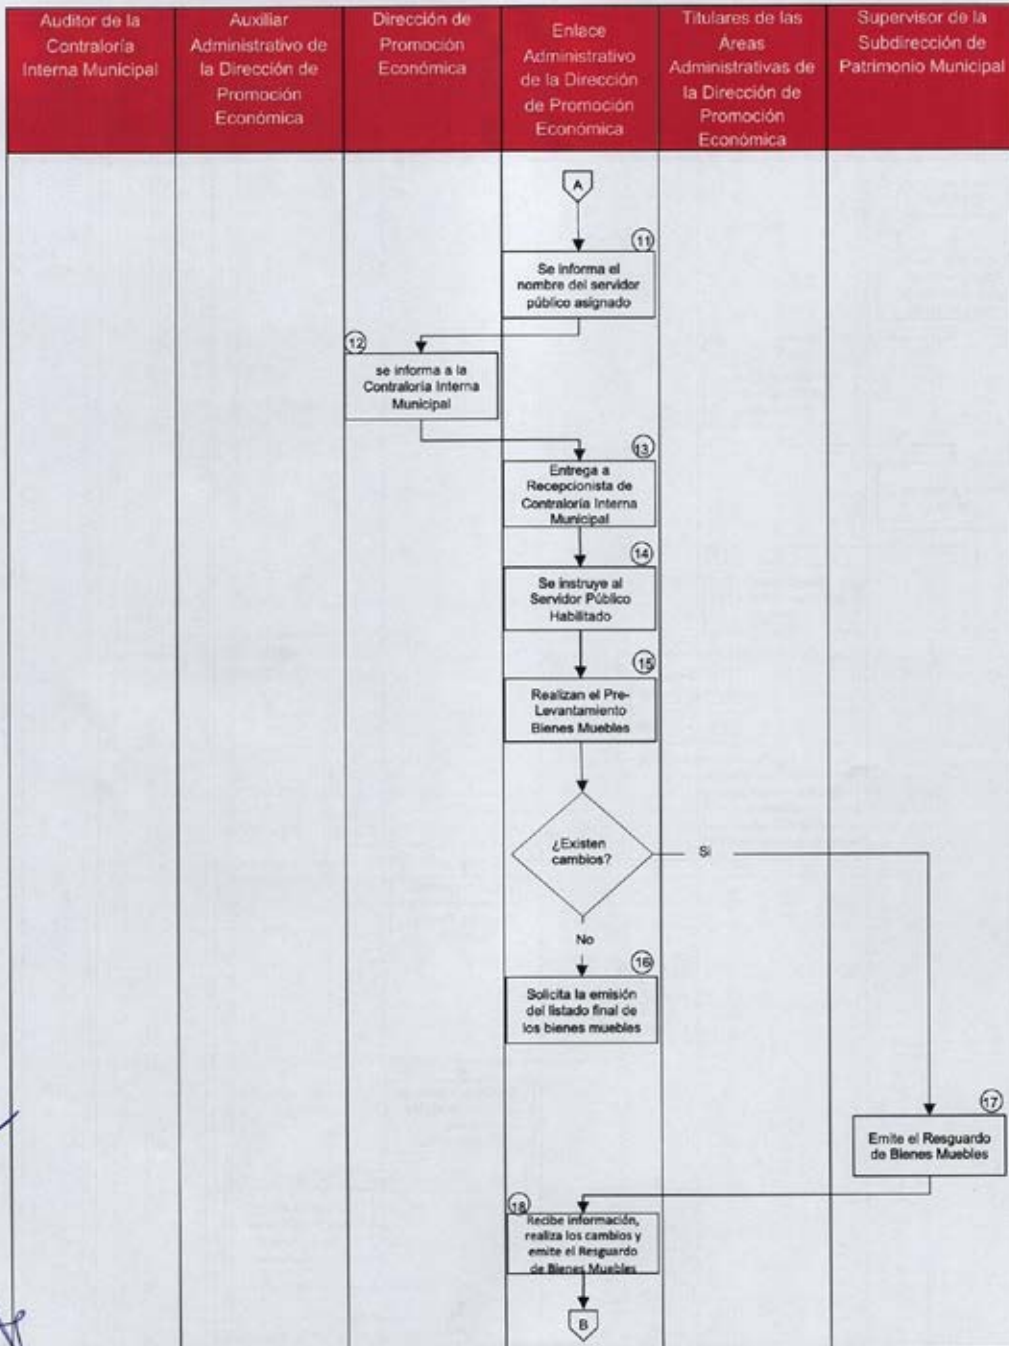 Auditor de la
Contraloría
Interna Municipal
Auxiliar
Administrativo de
la Dirección de
Promoción
Económica
Dirección de
Promoción
Económica
Enlace
Administrativo
de la Dirección
de Promoción
Económica
Titulares de las
Áreas
Administrativas de
la Dirección de
Promoción
Económica
Supervisor de la
Subdirección de
Patrimonio Municipal
A
11
Se informa el
nombre del servidor
público asignado
12
se informa a la
Contraloría Interna
Municipal
13
Entrega a
Recepcionista de
Contraloría Interna
Municipal
14
Se instruye al
Servidor Público
Habilitado
15
Realizan el Pre-
Levantamiento
Bienes Muebles
¿Existen
cambios?
Si
No
16
Solicita la emisión
del listado final de
los bienes muebles
17
Emite el Resguardo
de Bienes Muebles
18
Recibe información,
realiza los cambios y
emite el Resguardo
de Bienes Muebles
B